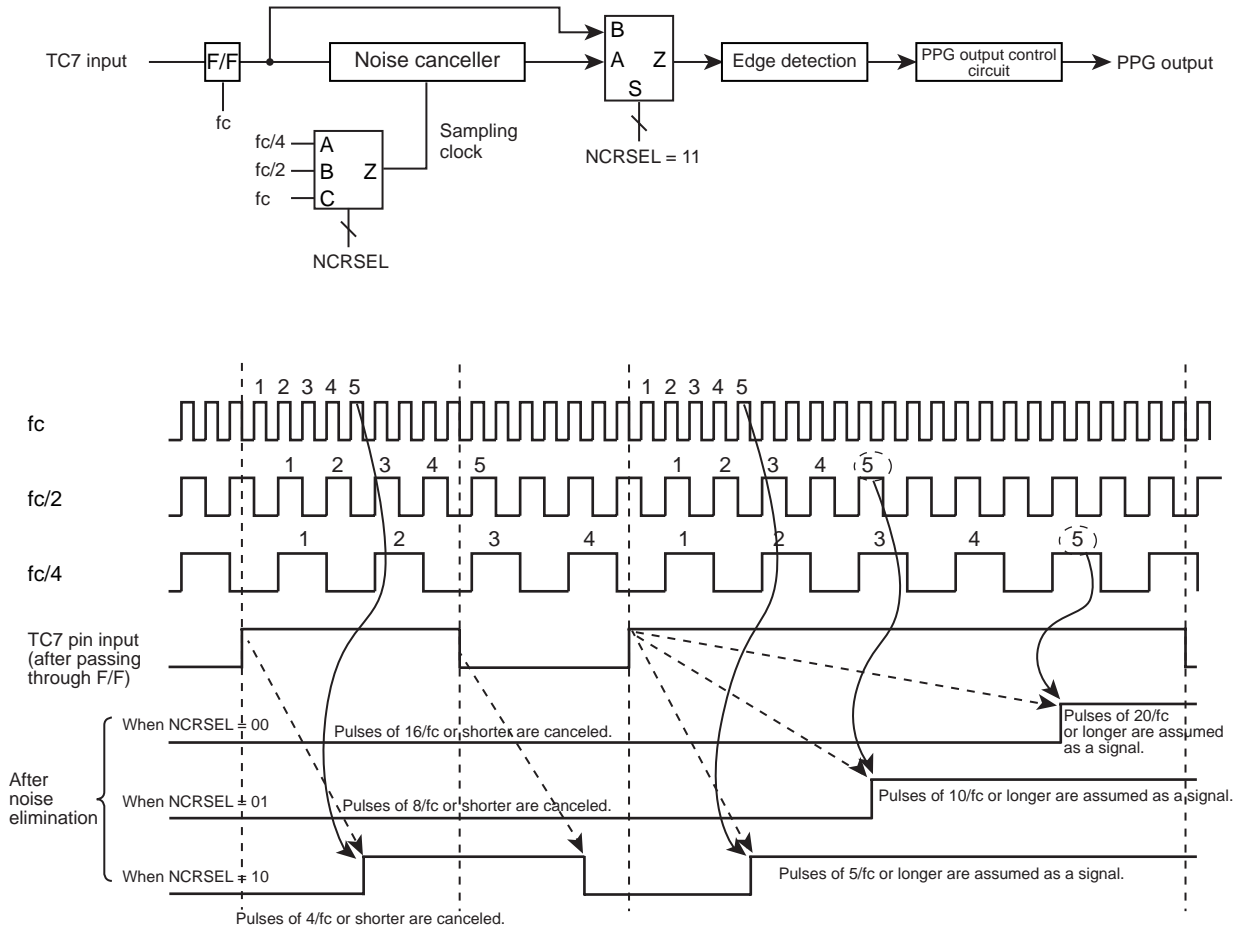 TC7 input
F/F
Noise canceller
B
A Z
S
Edge detection
PPG output control
circuit
PPG output
fc
fc/4
fc/2
fc
A
B Z
C
Sampling
clock
NCRSEL = 11
NCRSEL
1 2 3 4 5
1 2 3 4 5
fc
1 2 3 4 5
1 2 3 4 5
fc/2
1 2 3 4
1 2 3 4 5
fc/4
TC7 pin input
(after passing
through F/F)
When NCRSEL = 00
Pulses of 16/fc or shorter are canceled.
Pulses of 20/fc
or longer are assumed
as a signal.
After
noise
elimination
When NCRSEL = 01
Pulses of 8/fc or shorter are canceled.
Pulses of 10/fc or longer are assumed as a signal.
When NCRSEL = 10
Pulses of 5/fc or longer are assumed as a signal.
Pulses of 4/fc or shorter are canceled.